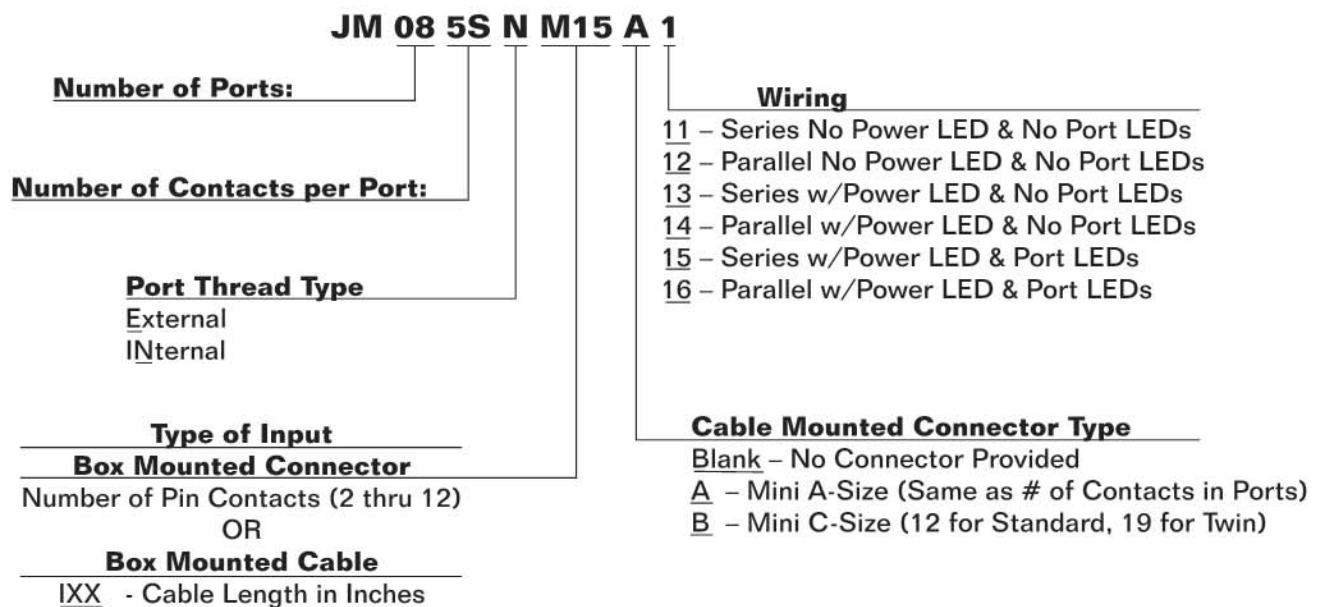 JM 08 5S N M15 A 1
Number of Ports:
Number of Contacts per Port:
Port Thread Type
External
INternal
Type of Input
Box Mounted Connector
Number of Pin Contacts (2 thru 12)
OR
Box Mounted Cable
IXX - Cable Length in Inches
Wiring
11 – Series No Power LED & No Port LEDs
12 – Parallel No Power LED & No Port LEDs
13 – Series w/Power LED & No Port LEDs
14 – Parallel w/Power LED & No Port LEDs
15 – Series w/Power LED & Port LEDs
16 – Parallel w/Power LED & Port LEDs
Cable Mounted Connector Type
Blank – No Connector Provided
A – Mini A-Size (Same as # of Contacts in Ports)
B – Mini C-Size (12 for Standard, 19 for Twin)